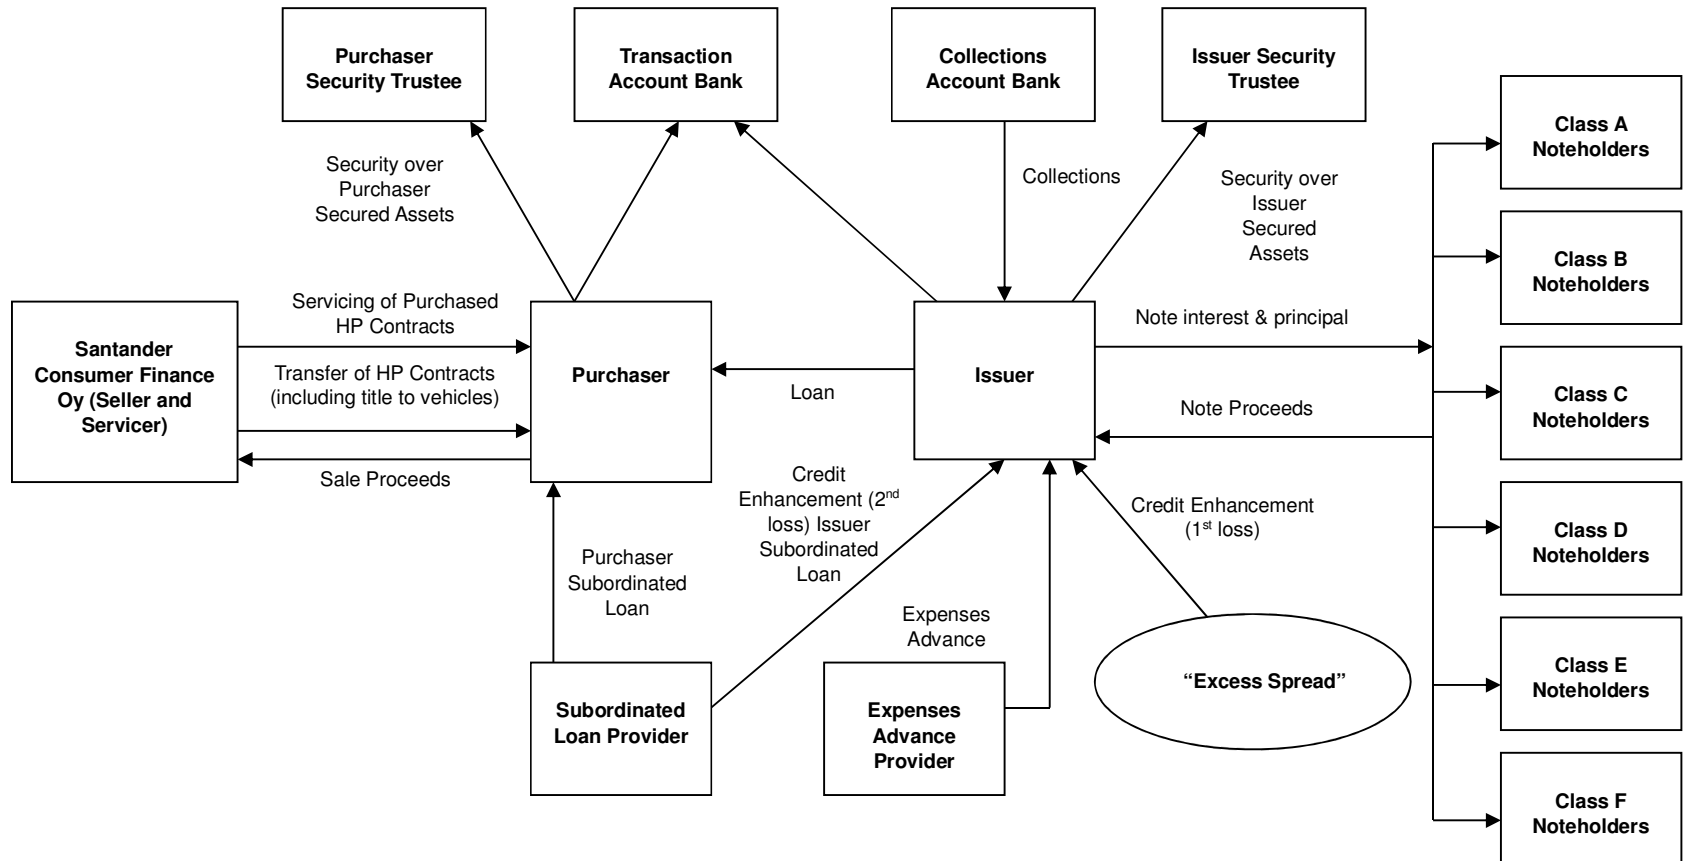 Purchaser
Security Trustee
Transaction
Account Bank
Collections
Account Bank
Issuer Security
Trustee
Class A
Noteholders
Security over
Purchaser
Secured Assets
Collections
Security over
Issuer
Secured
Assets
Class B
Noteholders
Santander
Consumer Finance
Oy (Seller and
Servicer)
Servicing of Purchased
HP Contracts
Transfer of HP Contracts
(including title to vehicles)
Sale Proceeds
Purchaser
Loan
Issuer
Note interest & principal
Note Proceeds
Class C
Noteholders
Purchaser
Subordinated
Loan
Credit
Enhancement (2nd
loss) Issuer
Subordinated
Loan
Expenses
Advance
Credit Enhancement
(1st loss)
Class D
Noteholders
Subordinated
Loan Provider
Expenses
Advance
Provider
“Excess Spread”
Class E
Noteholders
Class F
Noteholders